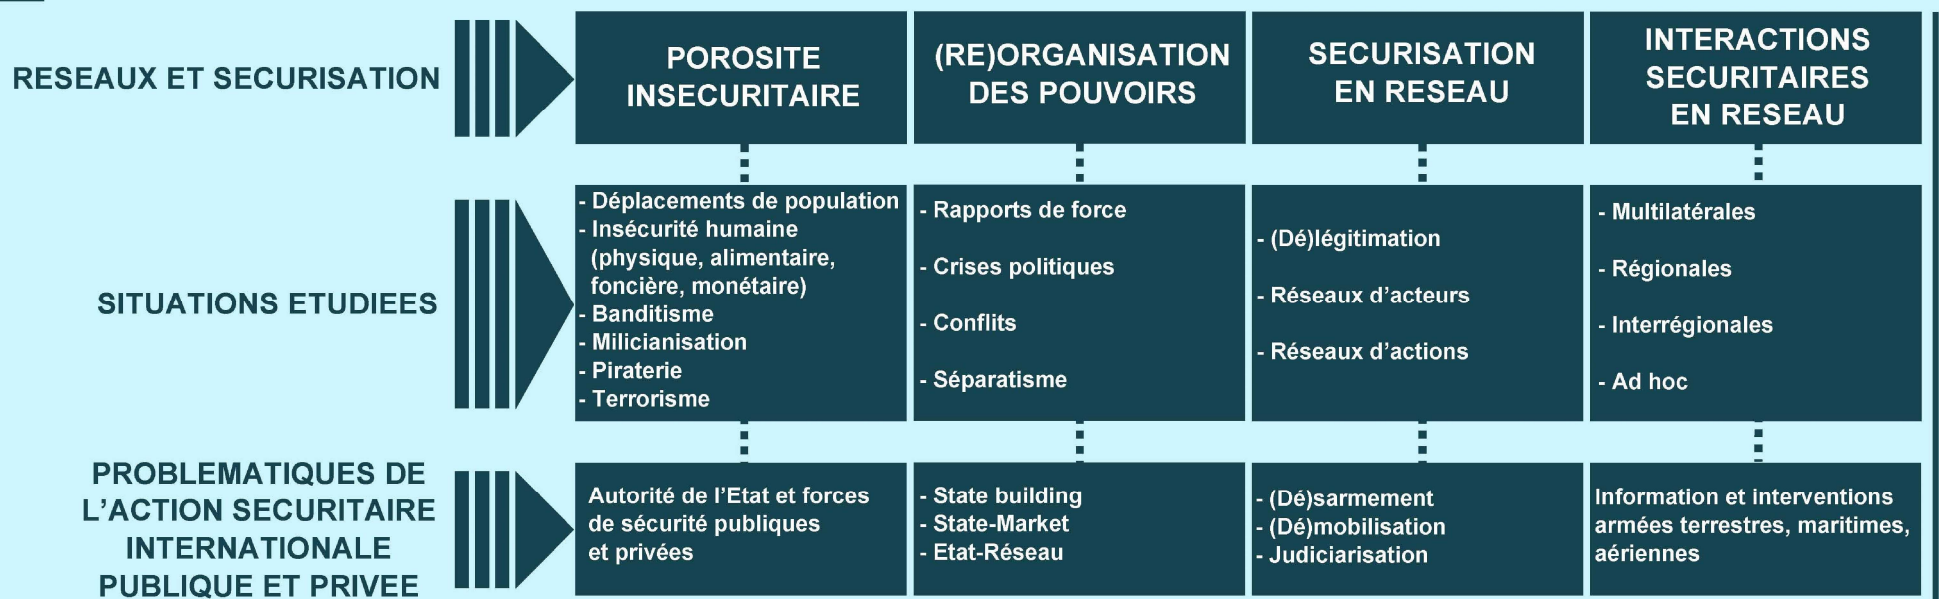 RESEAUX ET SECURISATION
POROSITE
INSECURITAIRE
(RE)ORGANISATION
DES POUVOIRS
SECURISATION
EN RESEAU
INTERACTIONS
SECURITAIRES
EN RESEAU
SITUATIONS ETUDIEES
- Déplacements de population
- Insécurité humaine
(physique, alimentaire,
foncière, monétaire)
- Banditisme
- Milicianisation
- Piraterie
- Terrorisme
- Rapports de force
- Crises politiques
- Conflits
- Séparatisme
- (Dé)légitimation
- Réseaux d’acteurs
- Réseaux d’actions
- Multilatérales
- Régionales
- Interrégionales
- Ad hoc
PROBLEMATIQUES DE
L’ACTION SECURITAIRE
INTERNATIONALE
PUBLIQUE ET PRIVEE
Autorité de l’Etat et forces
de sécurité publiques
et privées
- State building
- State-Market
- Etat-Réseau
- (Dé)sarmement
- (Dé)mobilisation
- Judiciarisation
Information et interventions
armées terrestres, maritimes,
aériennes